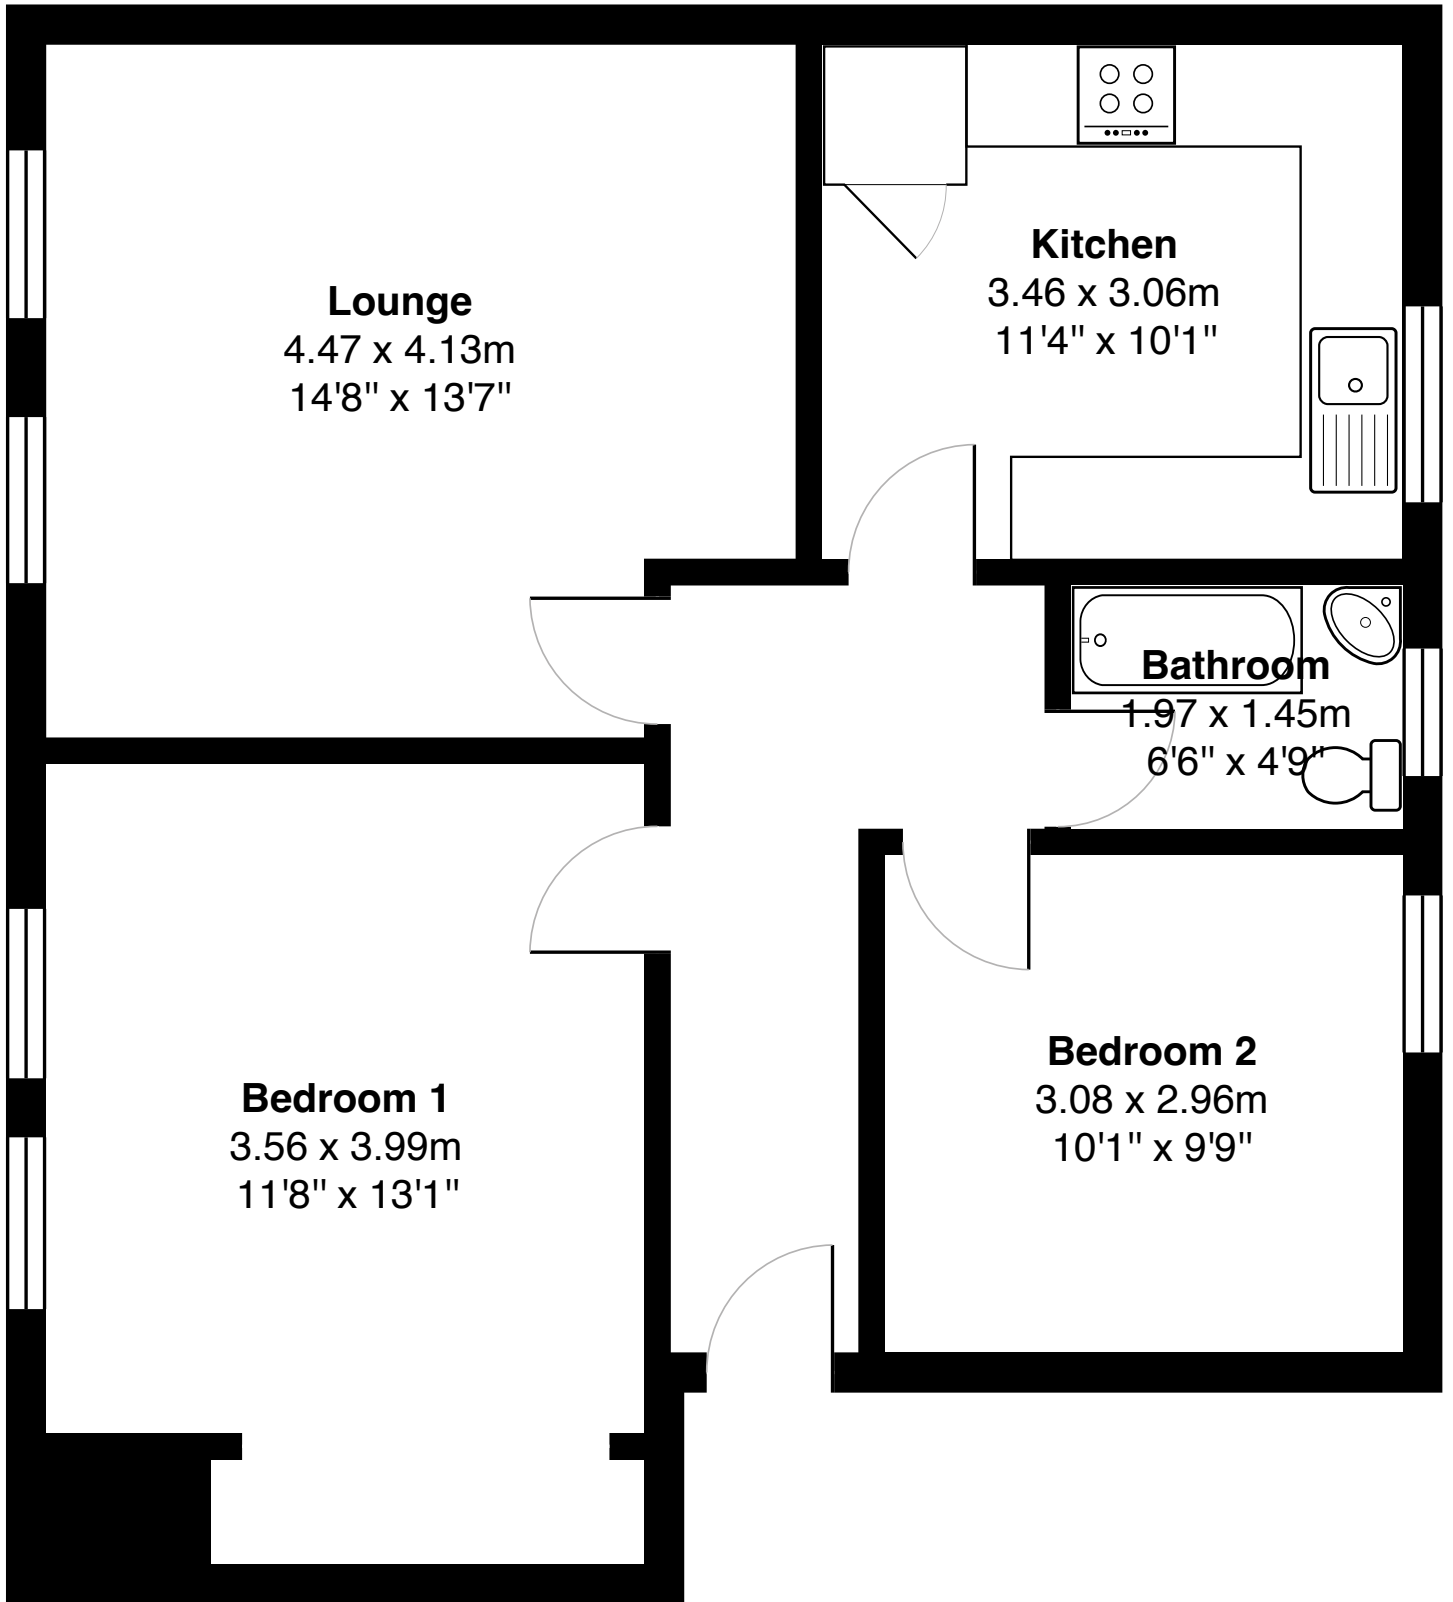 Lounge
4.47 x 4.13m
14'8" x 13'7"
Kitchen
3.46 x 3.06m
11'4" x 10'1"
Bathroom
1.97 x 1.45m
6'6" x 4'9"
Bedroom 1
3.56 x 3.99m
11'8" x 13'1"
Bedroom 2
3.08 x 2.96m
10'1" x 9'9"